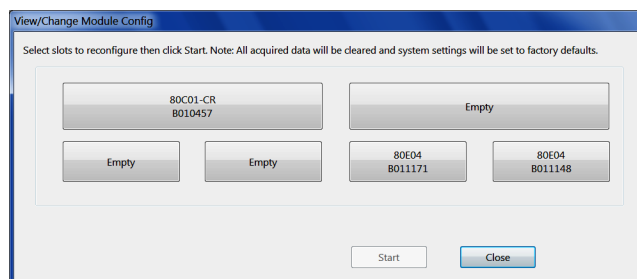 View/Change Module Config
Select slots to reconfigure then click Start. Note: All acquired data will be cleared and system settings will be set to factory defaults.
80C01-CR
B010457
Empty
Empty
Empty
80E04
B011171
80E04
B011148
Start
Close